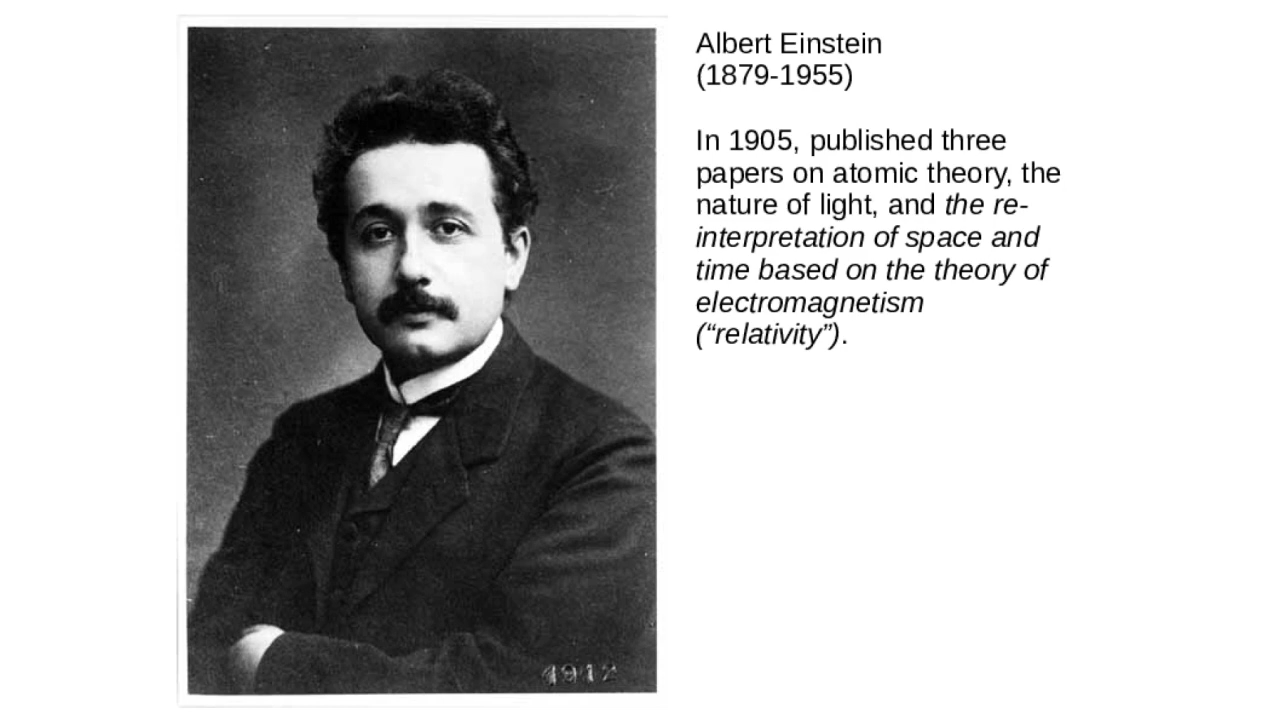 Albert Einstein
(1879-1955)
In 1905, published three
papers on atomic theory, the
nature of light, and the re-
interpretation of space and
time based on the theory of
electromagnetism
(“relativity”).
1912